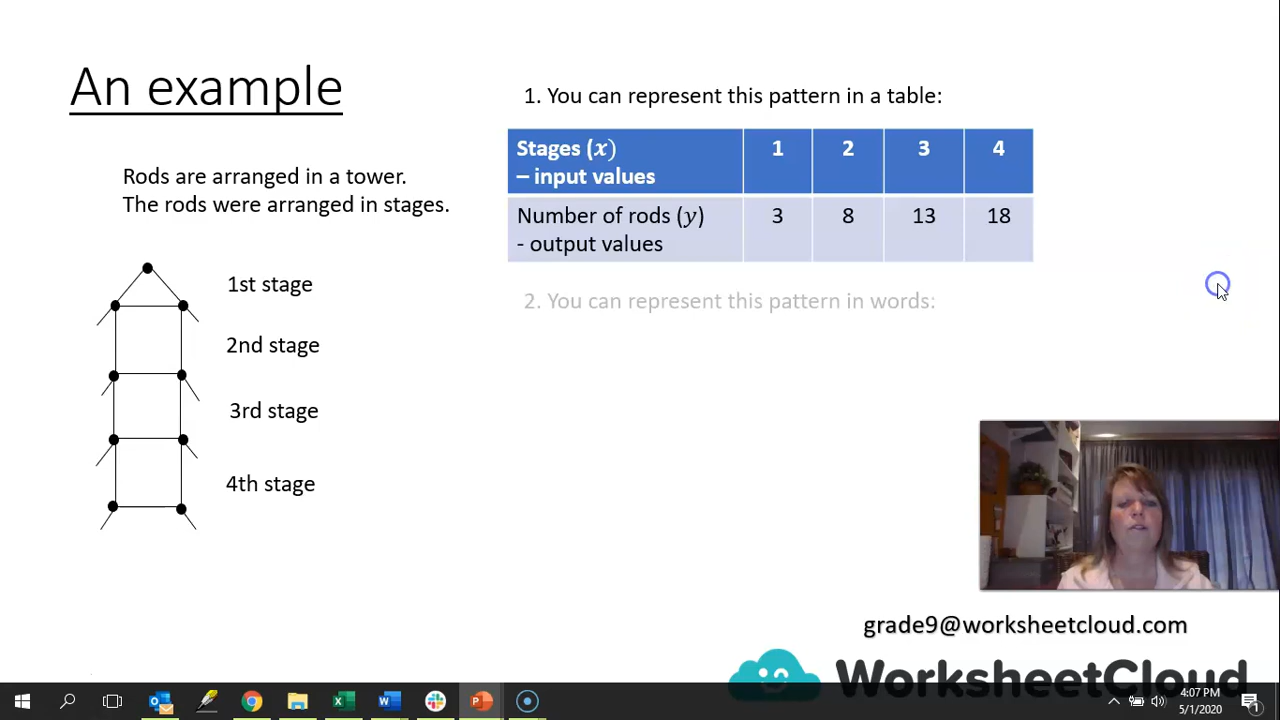 An example
Rods are arranged in a tower.
The rods were arranged in stages.
1st stage
2nd stage
3rd stage
4th stage
1. You can represent this pattern in a table:
Stages (x) 1 2 3 4
– input values
Number of rods (y) 3 8 13 18
- output values
2. You can represent this pattern in words:
grade9@worksheetcloud.com
WorksheetCloud
4:07 PM
5/1/2020